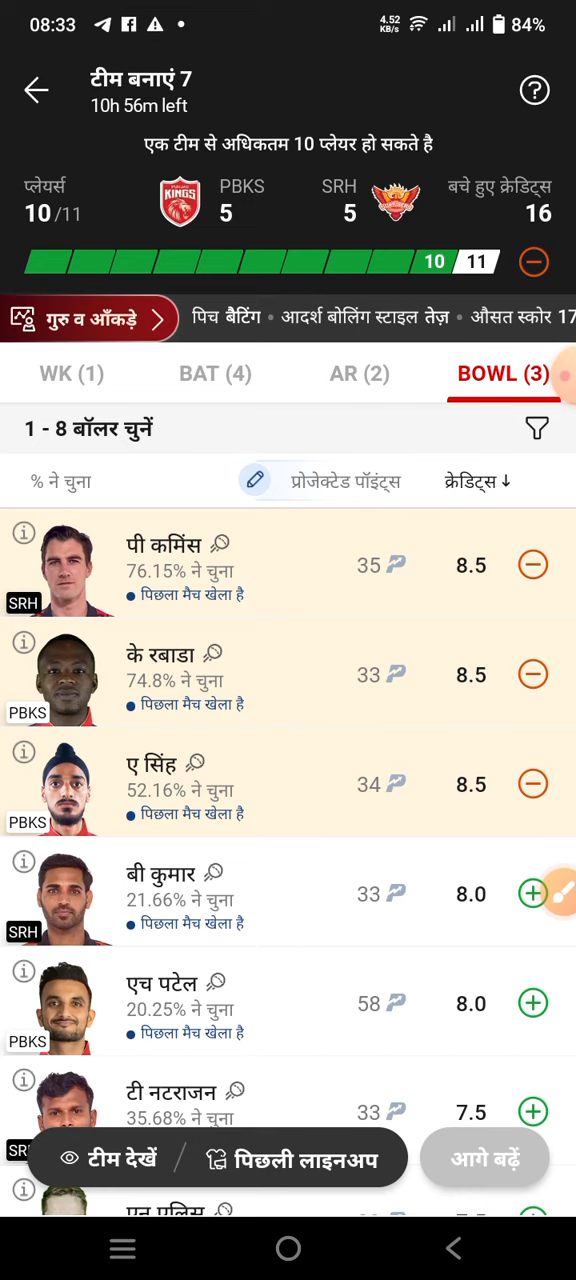 08:33
4.52
KB/s
84%
टीम बनाएं 7
10h 56m left
एक टीम से अधिकतम 10 प्लेयर हो सकते है
प्लेयर्स PBKS SRH बचे हुए क्रेडिट्स
10/11 KINGS 5 5 16
10 11
गुरु व आँकड़े पिच बैटिंग • आदर्श बोलिंग स्टाइल तेज़ • औसत स्कोर 17
WK (1) BAT (4) AR (2) BOWL (3)
1 - 8 बॉलर चुनें
% ने चुना प्रोजेक्टेड पॉइंट्स क्रेडिट्स ↓
पी कमिंस
76.15% ने चुना 35 8.5
पिछला मैच खेला है
SRH
के रबाडा
74.8% ने चुना 33 8.5
पिछला मैच खेला है
PBKS
ए सिंह
52.16% ने चुना 34 8.5
पिछला मैच खेला है
PBKS
बी कुमार
21.66% ने चुना 33 8.0
पिछला मैच खेला है
SRH
एच पटेल
20.25% ने चुना 58 8.0
पिछला मैच खेला है
PBKS
टी नटराजन
35.68% ने चुना 33 7.5
टीम देखें / पिछली लाइनअप आगे बढ़ें